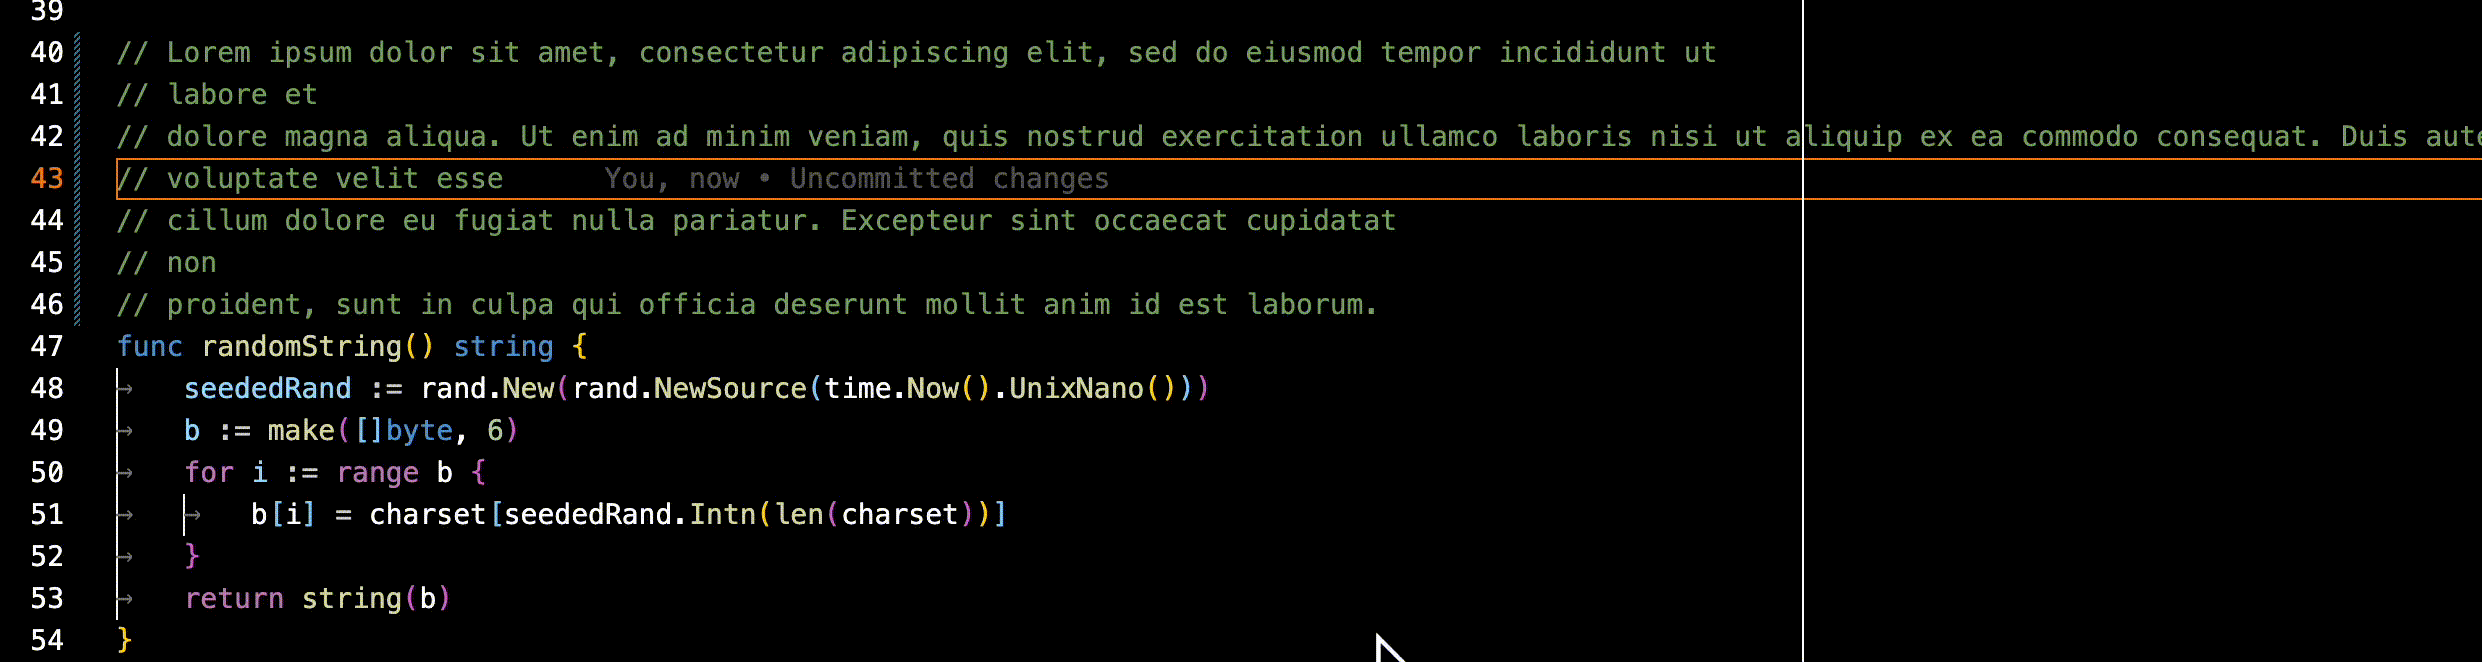 39
40 // Lorem ipsum dolor sit amet, consectetur adipiscing elit, sed do eiusmod tempor incididunt ut
41 // labore et
42 // dolore magna aliqua. Ut enim ad minim veniam, quis nostrud exercitation ullamco laboris nisi ut aliquip ex ea commodo consequat. Duis aute
43 // voluptate velit esse You, now • Uncommitted changes
44 // cillum dolore eu fugiat nulla pariatur. Excepteur sint occaecat cupidatat
45 // non
46 // proident, sunt in culpa qui officia deserunt mollit anim id est laborum.
47 func randomString() string {
48 → seededRand := rand.New(rand.NewSource(time.Now().UnixNano()))
49 → b := make([]byte, 6)
50 → for i := range b {
51 → → b[i] = charset[seededRand.Intn(len(charset))]
52 → }
53 → return string(b)
54 }